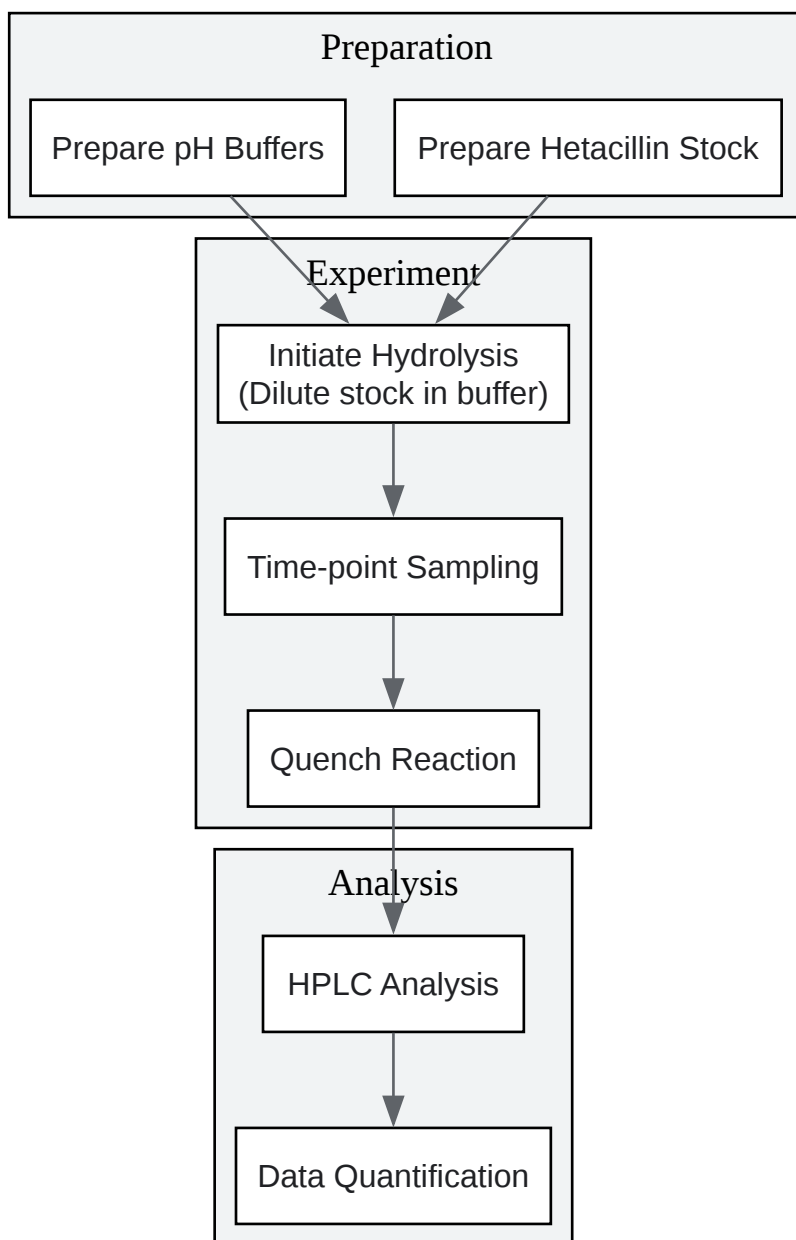 Preparation
Prepare pH Buffers
Prepare Hetacillin Stock
Experiment
Initiate Hydrolysis
(Dilute stock in buffer)
Time-point Sampling
Quench Reaction
Analysis
HPLC Analysis
Data Quantification